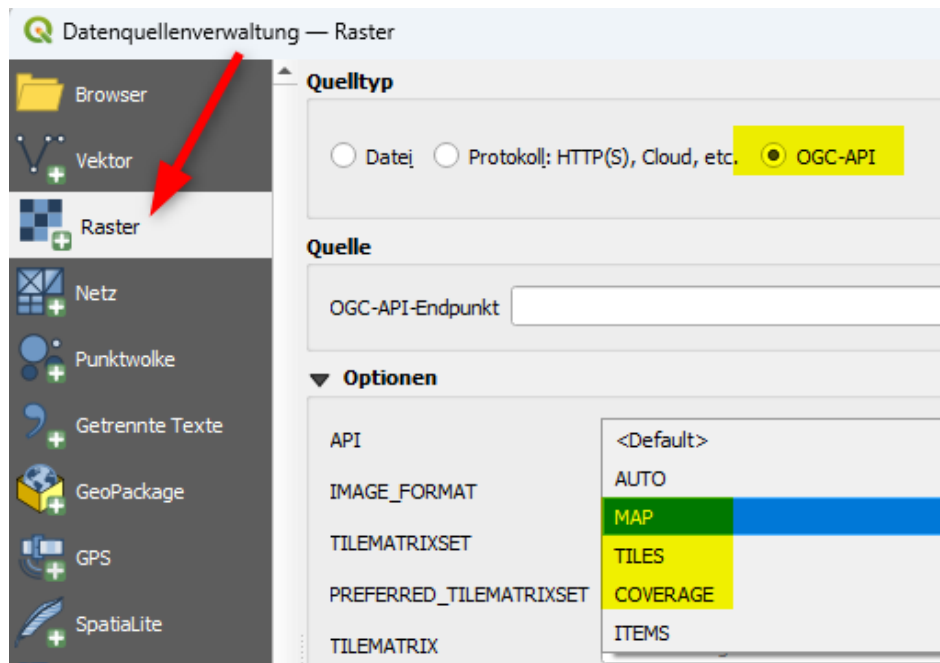 Datenquellenverwaltung — Raster
Browser
Vektor
Raster
Netz
Punktwolke
Getrennte Texte
GeoPackage
GPS
SpatiaLite
Quelltyp
Datei Protokoll: HTTP(S), Cloud, etc. OGC-API
Quelle
OGC-API-Endpunkt
Optionen
API
<Default>
AUTO
IMAGE_FORMAT
MAP
TILEMATRIXSET
TILES
PREFERRED_TILEMATRIXSET
COVERAGE
TILEMATRIX
ITEMS